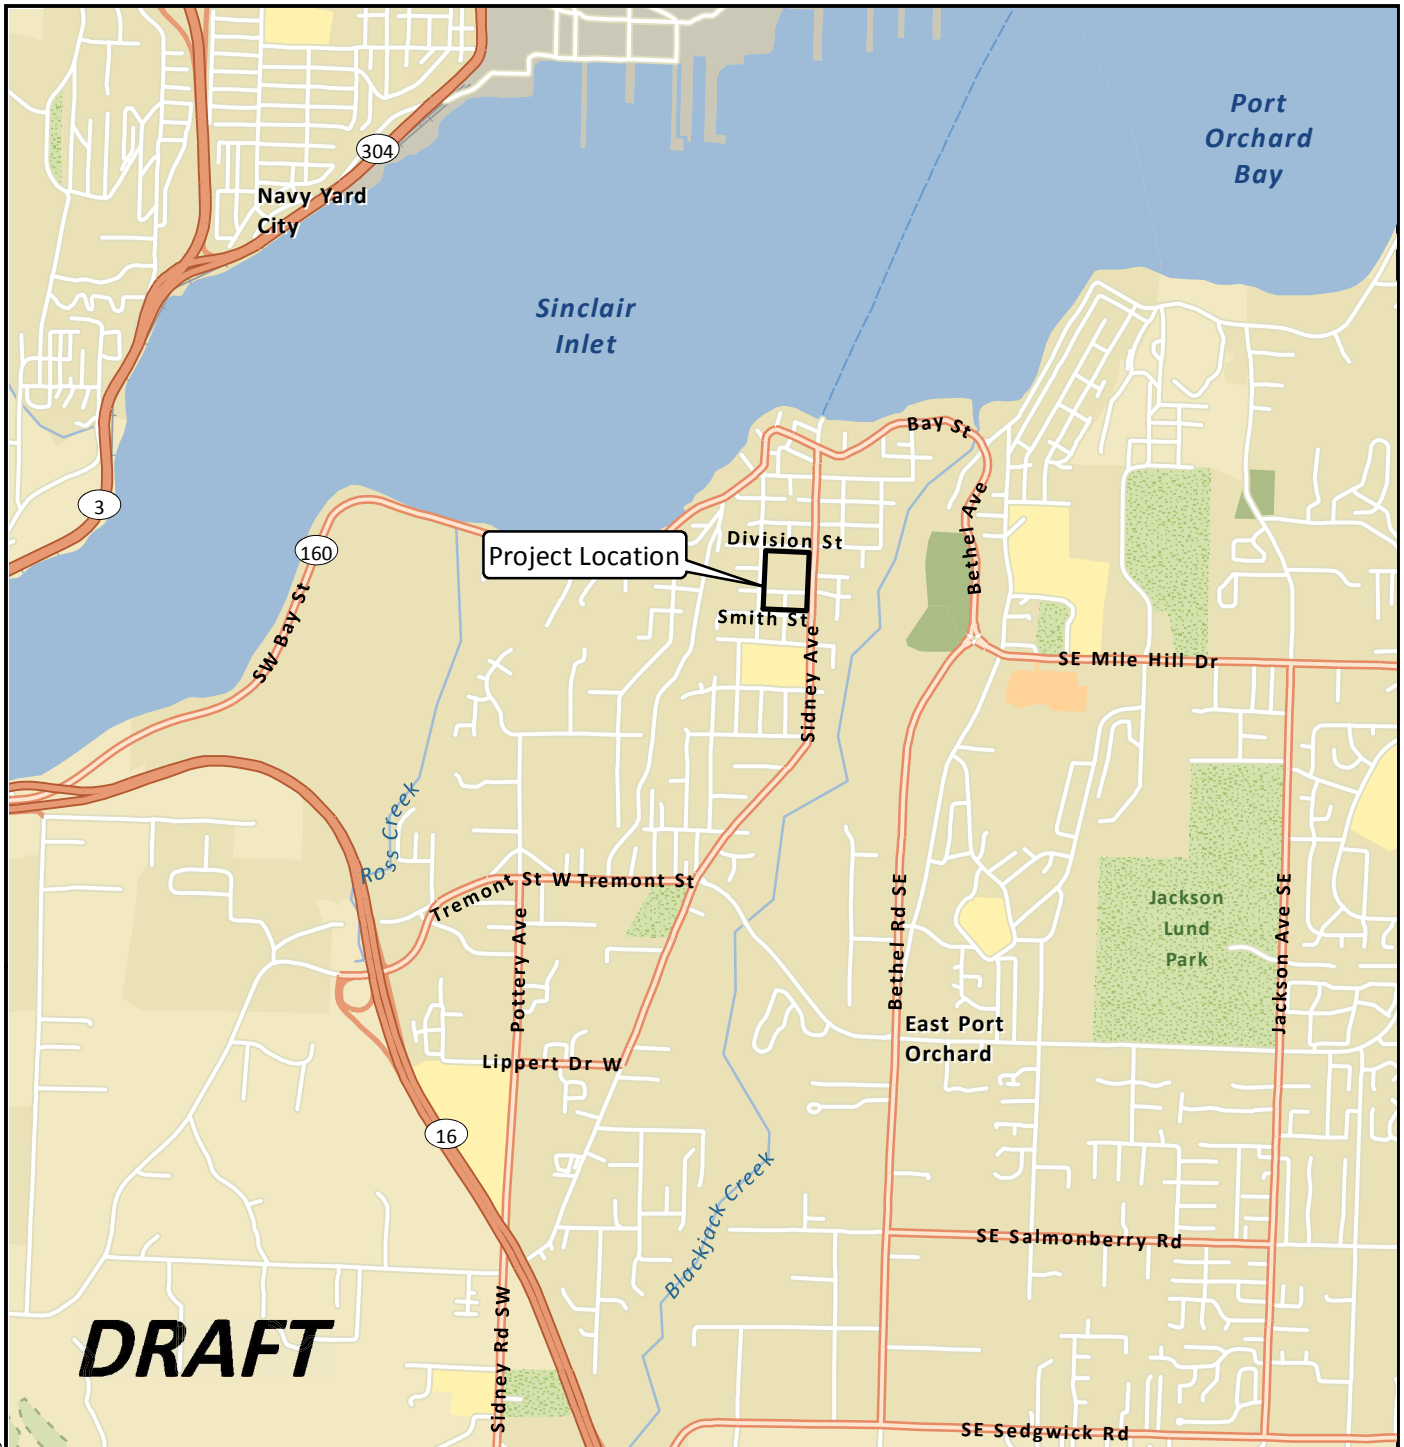 Port
Orchard
Bay
304
Navy Yard
City
Sinclair
Inlet
Bay St
3
Bethel Ave
Division St
Project Location
160
SW Bay St
Smith St
Sidney Ave
SE Mile Hill Dr
Ross Creek
Tremont St W
Tremont St
Jackson
Lund
Park
Pottery Ave
Bethel Rd SE
Jackson Ave SE
East Port
Orchard
Lippert Dr W
16
Blackjack Creek
SE Salmonberry Rd
Sidney Rd SW
DRAFT
SE Sedgwick Rd